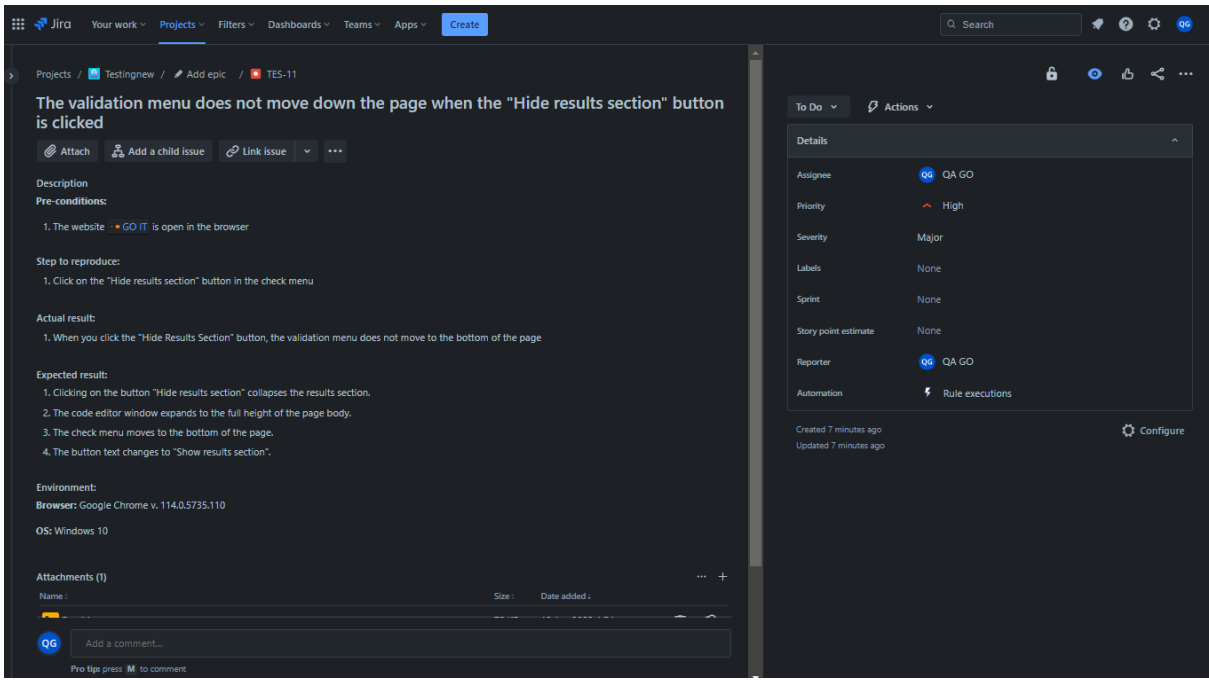 Jira Your work Projects Filters Dashboards Teams Apps Create Search QG
Projects / Testingnew / Add epic / TES-11
The validation menu does not move down the page when the "Hide results section" button
is clicked
Attach Add a child issue Link issue
Description
Pre-conditions:
1. The website GO IT is open in the browser
Step to reproduce:
1. Click on the "Hide results section" button in the check menu
Actual result:
1. When you click the "Hide Results Section" button, the validation menu does not move to the bottom of the page
Expected result:
1. Clicking on the button "Hide results section" collapses the results section.
2. The code editor window expands to the full height of the page body.
3. The check menu moves to the bottom of the page.
4. The button text changes to "Show results section".
Environment:
Browser: Google Chrome v. 114.0.5735.110
OS: Windows 10
Attachments (1)
Name Size Date added
QG Add a comment...
Pro tip: press M to comment
To Do Actions
Details
Assignee QG QA GO
Priority High
Severity Major
Labels None
Sprint None
Story point estimate None
Reporter QG QA GO
Automation Rule executions
Created 7 minutes ago Configure
Updated 7 minutes ago